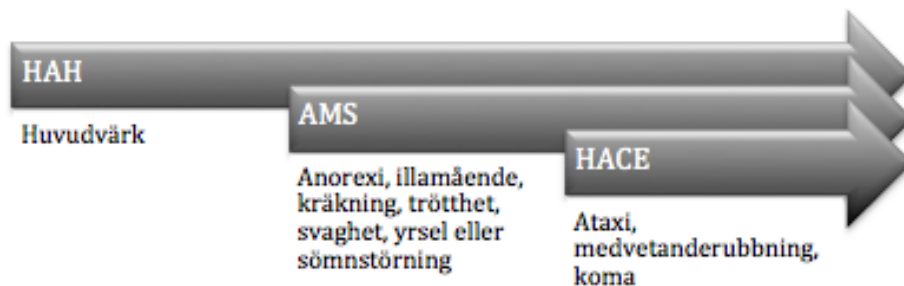 HAH
Huvudvärk
AMS
Anorexi, illamående,
kräkning, trötthet,
svaghet, yrsel eller
sömnstörning
HACE
Ataxi,
medvetanderubbning,
koma